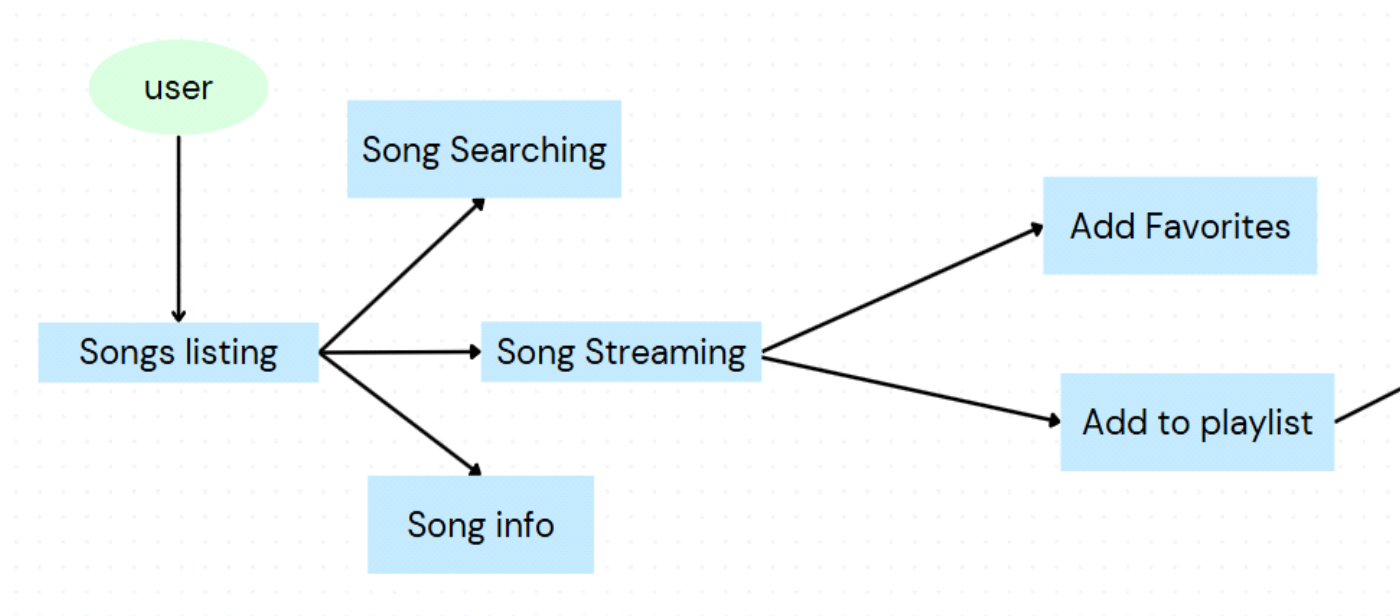 user
Song Searching
Add Favorites
Songs listing
Song Streaming
Add to playlist
Song info